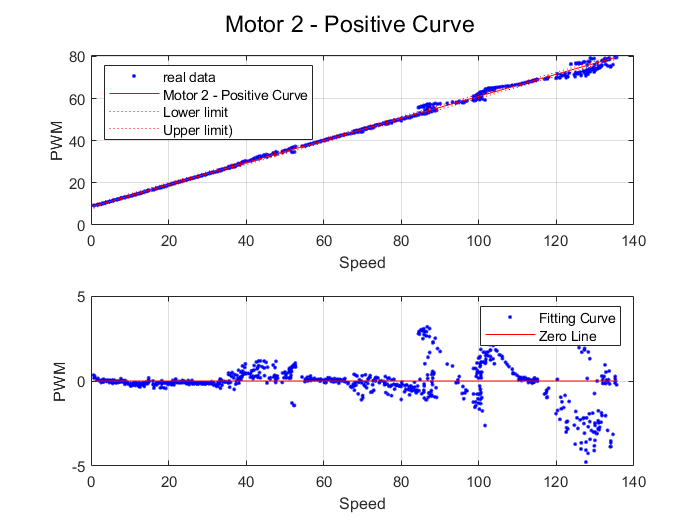 Motor 2 - Positive Curve
80
60
40
20
0
PWM
real data
Motor 2 - Positive Curve
Lower limit
Upper limit)
0 20 40 60 80 100 120 140
Speed
5
0
-5
PWM
Fitting Curve
Zero Line
0 20 40 60 80 100 120 140
Speed